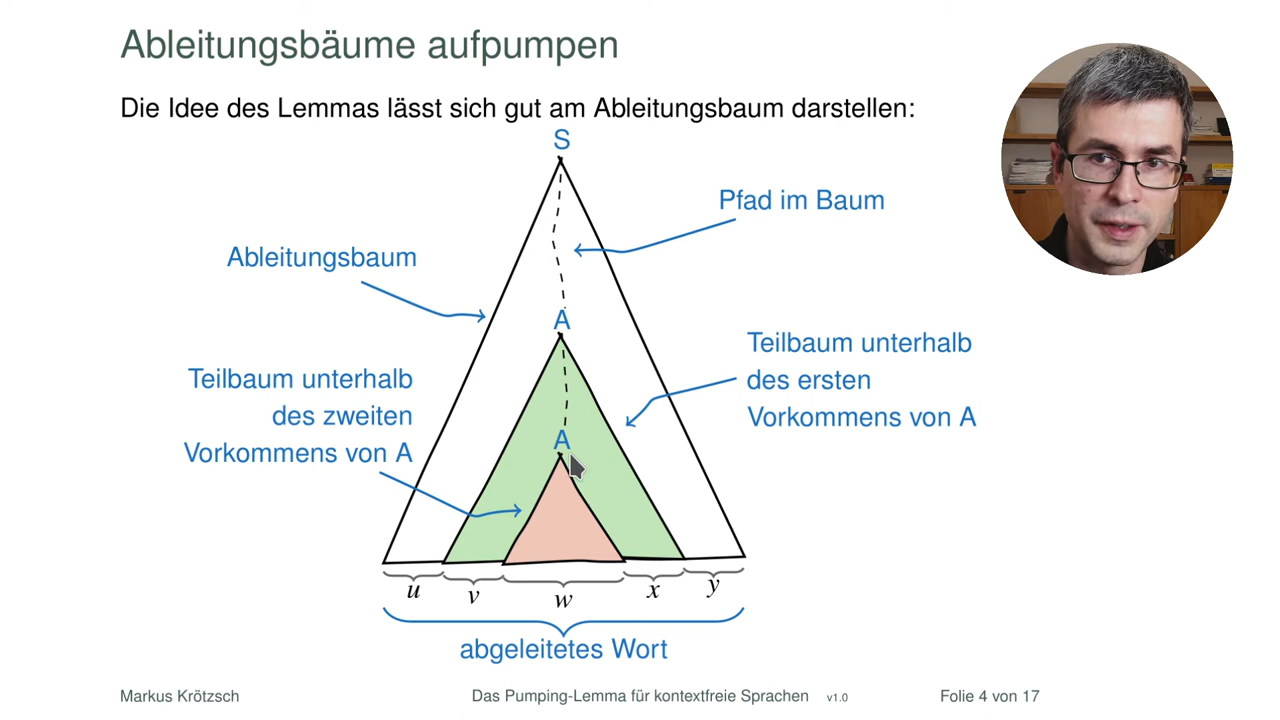 Ableitungsbäume aufpumpen
Die Idee des Lemmas lässt sich gut am Ableitungsbaum darstellen:
S
Pfad im Baum
Ableitungsbaum
A
Teilbaum unterhalb
des ersten
Vorkommens von A
Teilbaum unterhalb
des zweiten
Vorkommens von A
A
u v w x y
abgeleitetes Wort
Markus Krötzsch Das Pumping-Lemma für kontextfreie Sprachen v1.0 Folie 4 von 17